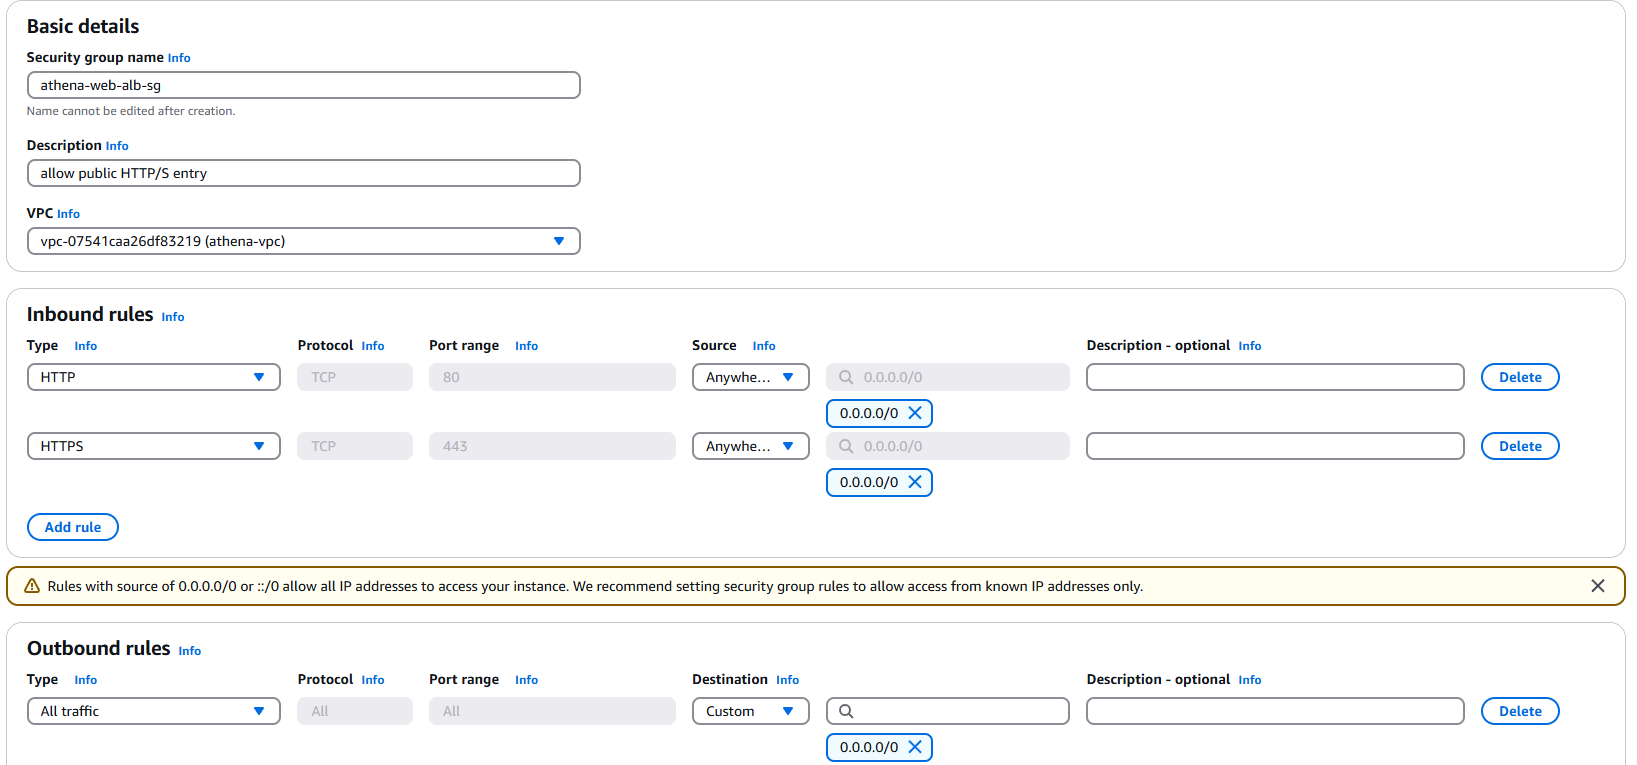 Basic details
Security group name Info
athena-web-alb-sg
Name cannot be edited after creation.
Description Info
allow public HTTP/S entry
VPC Info
vpc-07541caa26df83219 (athena-vpc)
Inbound rules Info
Type Info Protocol Info Port range Info Source Info Description - optional Info
HTTP TCP 80 Anywhe... 0.0.0.0/0 Delete
0.0.0.0/0
HTTPS TCP 443 Anywhe... 0.0.0.0/0 Delete
0.0.0.0/0
Add rule
Rules with source of 0.0.0.0/0 or ::/0 allow all IP addresses to access your instance. We recommend setting security group rules to allow access from known IP addresses only.
Outbound rules Info
Type Info Protocol Info Port range Info Destination Info Description - optional Info
All traffic All All Custom Delete
0.0.0.0/0